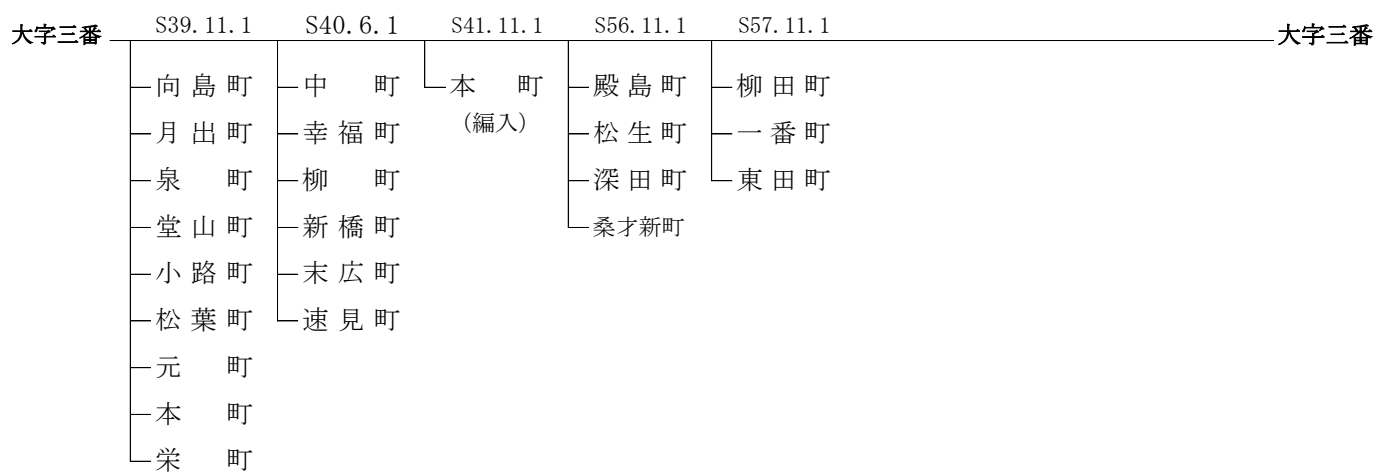 大字三番 S39.11.1 S40.6.1 S41.11.1 S56.11.1 S57.11.1 大字三番
向島町 中　町 本　町 殿島町 柳田町
月出町 幸福町 (編入) 松生町 一番町
泉　町 柳　町 深田町 東田町
堂山町 新橋町 桑才新町
小路町 末広町
松葉町 速見町
元　町
本　町
栄　町